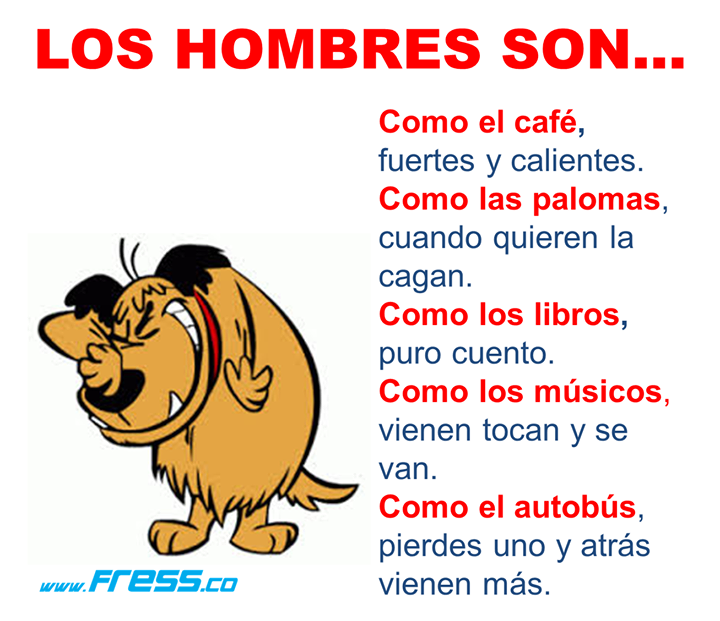 LOS HOMBRES SON...
Como el café,
fuertes y calientes.
Como las palomas,
cuando quieren la
cagan.
Como los libros,
puro cuento.
Como los músicos,
vienen tocan y se
van.
Como el autobús,
pierdes uno y atrás
vienen más.
www.FRESS.co